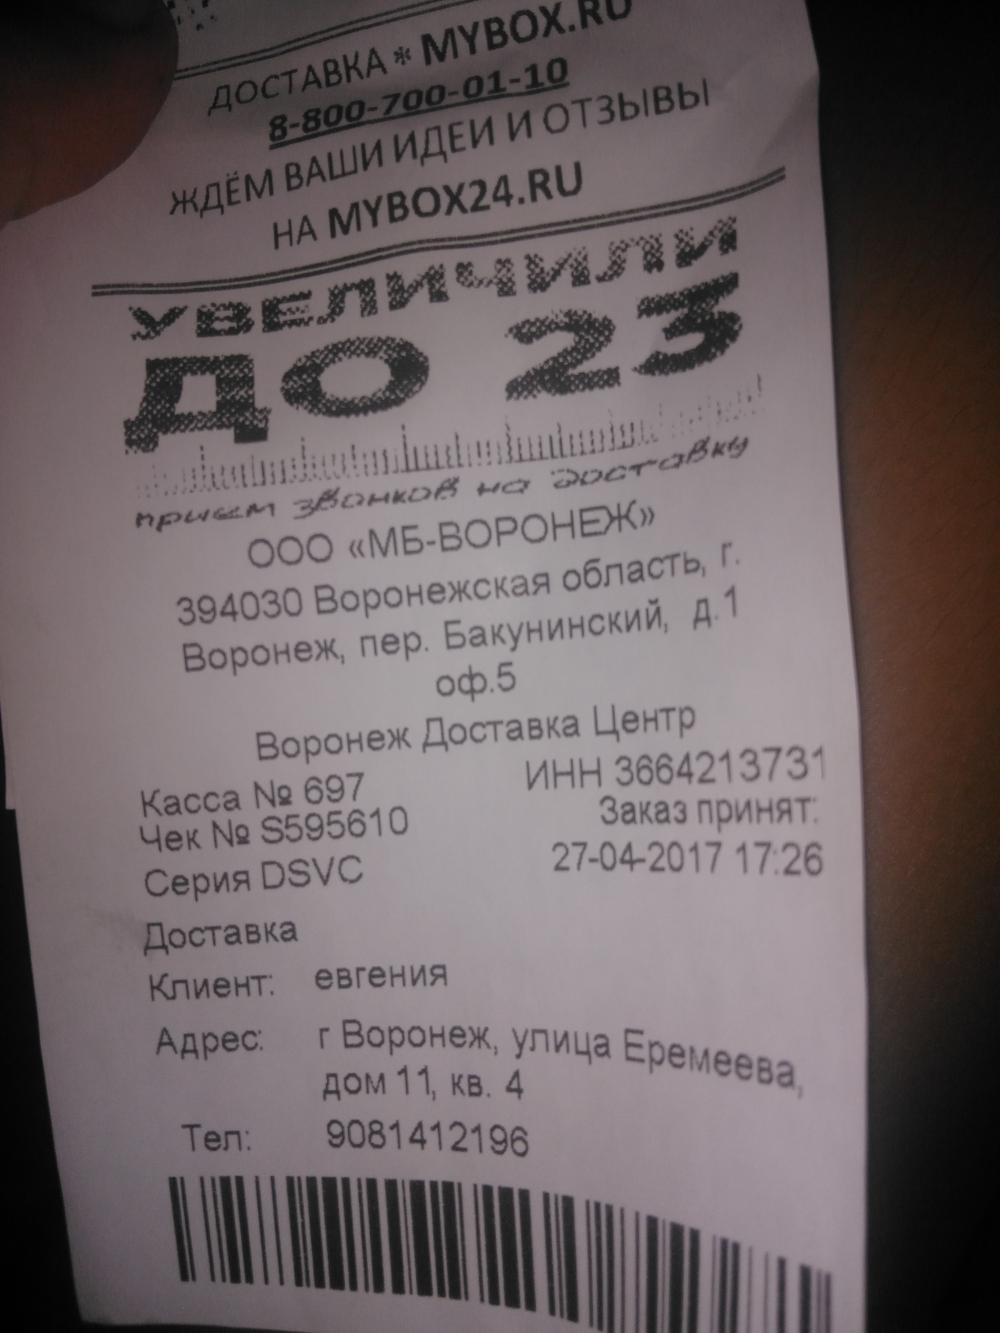 ДОСТАВКА * MYBOX.RU
8-800-700-01-10
ЖДЁМ ВАШИ ИДЕИ И ОТЗЫВЫ
НА MYBOX24.RU
УВЕЛИЧИЛИ
ДО 23
прием звонков на доставку
ООО «МБ-ВОРОНЕЖ»
394030 Воронежская область, г.
Воронеж, пер. Бакунинский, д.1
оф.5
Воронеж Доставка Центр
Касса № 697 ИНН 3664213731
Чек № S595610 Заказ принят:
Серия DSVC 27-04-2017 17:26
Доставка
Клиент: евгения
Адрес: г Воронеж, улица Еремеева,
дом 11, кв. 4
Тел: 9081412196